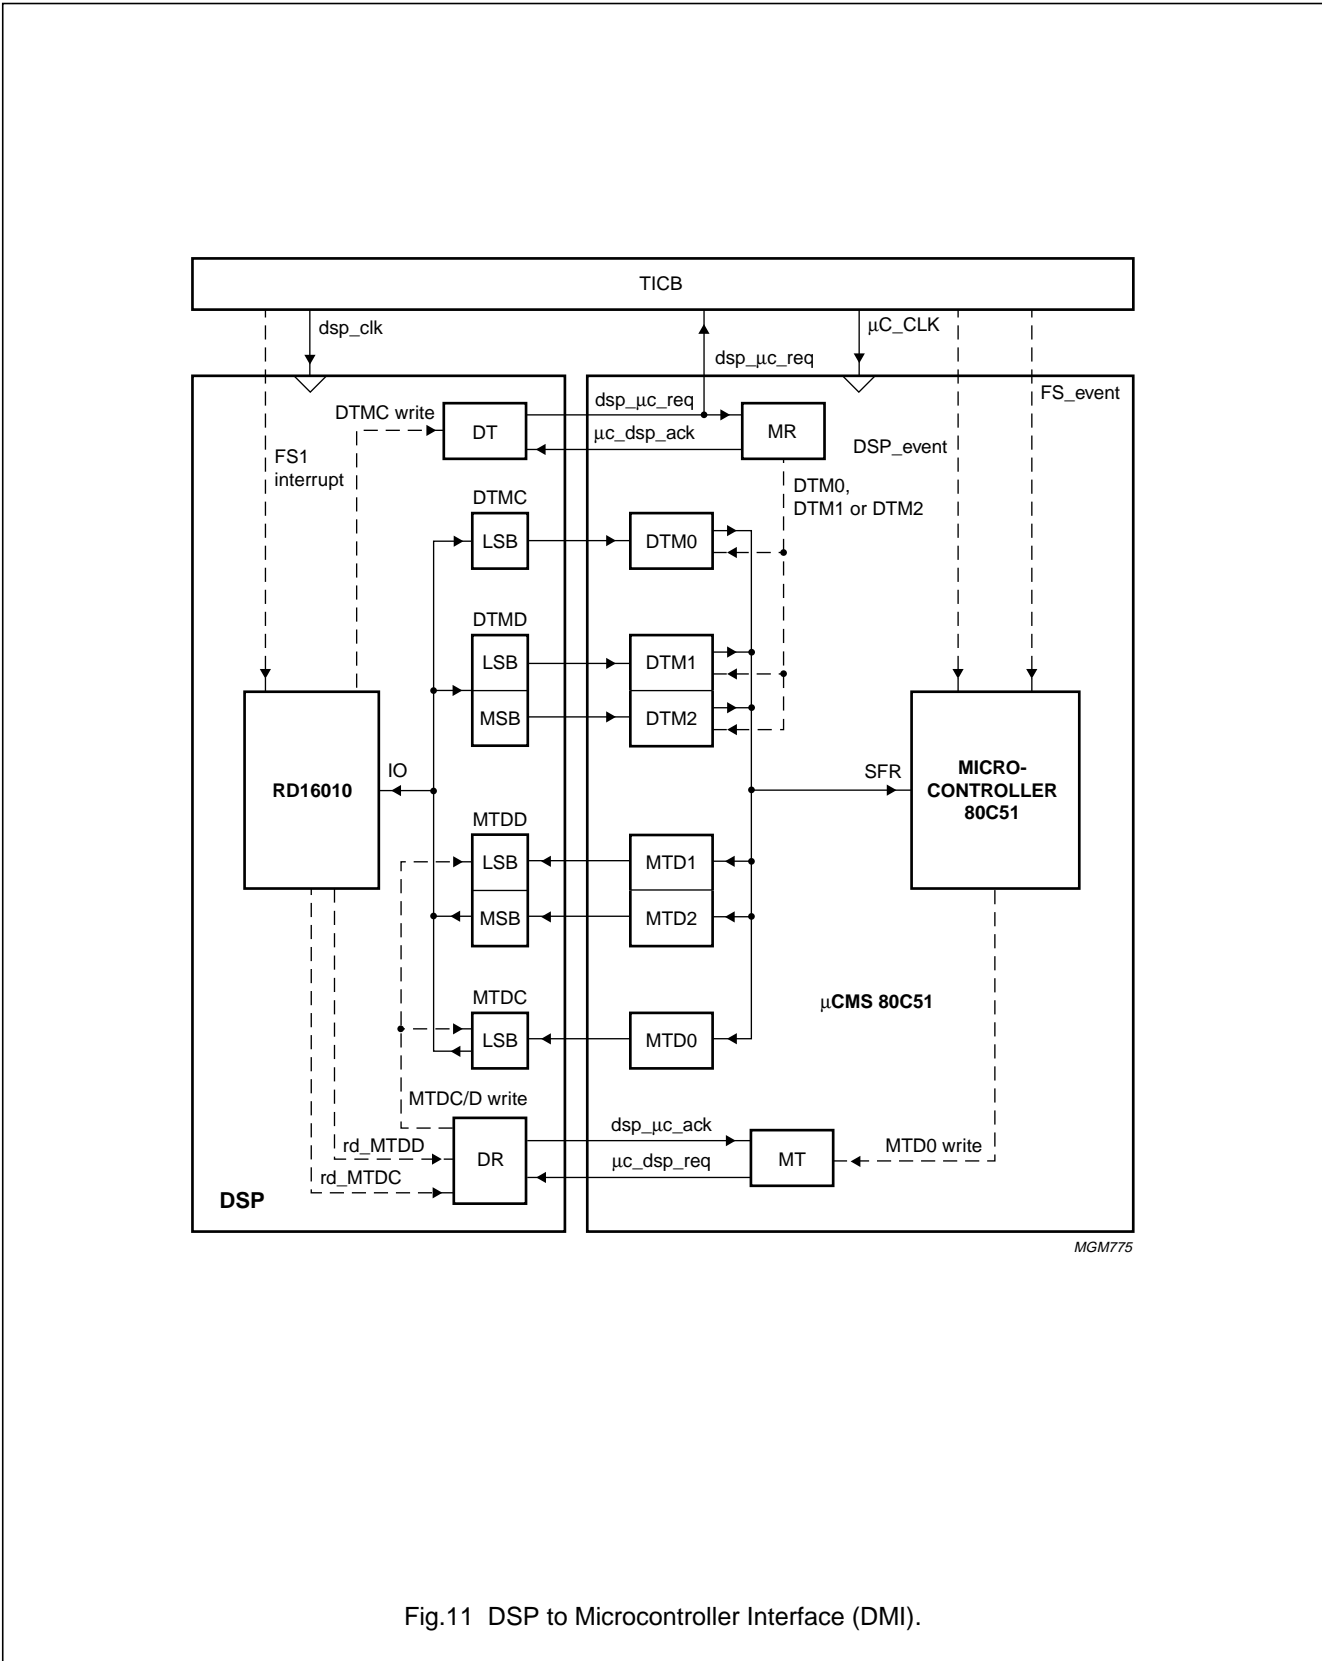 TICB
dsp_clk
μC_CLK
dsp_μc_req
FS_event
DTMC write
DT
dsp_μc_req
μc_dsp_ack
MR
DSP_event
FS1
interrupt
DTM0,
DTM1 or DTM2
DTMC
LSB
DTM0
DTMD
LSB
DTM1
MSB
DTM2
RD16010
IO
SFR
MICRO-
CONTROLLER
80C51
MTDD
LSB
MTD1
MSB
MTD2
MTDC
LSB
MTD0
μCMS 80C51
MTDC/D write
rd_MTDD
rd_MTDC
DR
dsp_μc_ack
μc_dsp_req
MT
MTD0 write
DSP
MGM775
Fig.11 DSP to Microcontroller Interface (DMI).